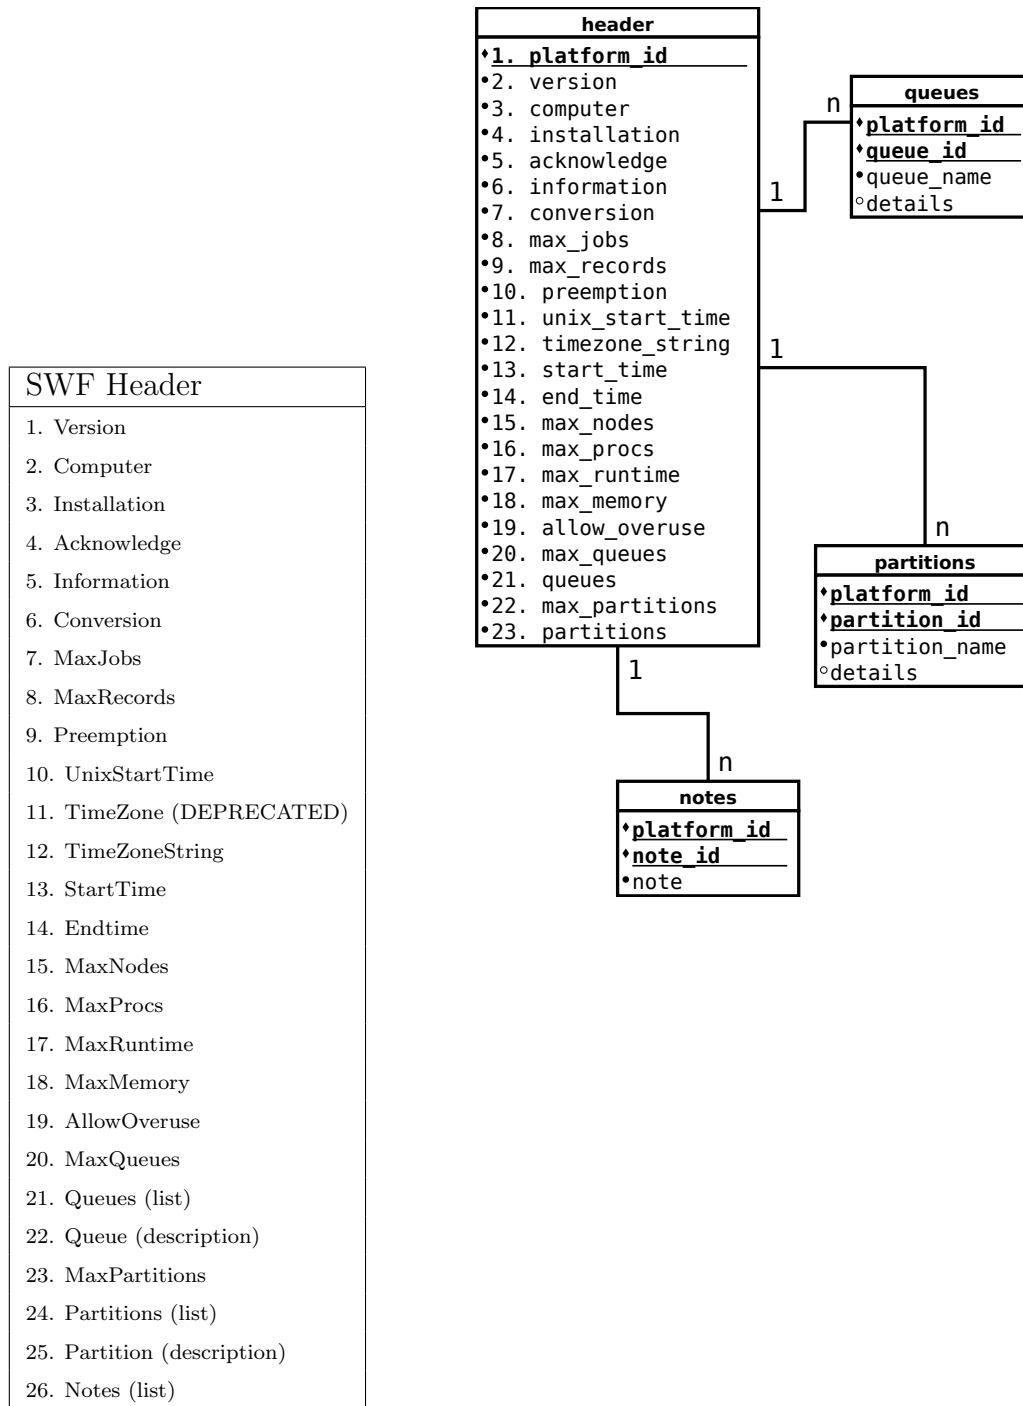 SWF Header
1. Version
2. Computer
3. Installation
4. Acknowledge
5. Information
6. Conversion
7. MaxJobs
8. MaxRecords
9. Preemption
10. UnixStartTime
11. TimeZone (DEPRECATED)
12. TimeZoneString
13. StartTime
14. Endtime
15. MaxNodes
16. MaxProcs
17. MaxRuntime
18. MaxMemory
19. AllowOveruse
20. MaxQueues
21. Queues (list)
22. Queue (description)
23. MaxPartitions
24. Partitions (list)
25. Partition (description)
26. Notes (list)
header
1. platform_id
2. version
3. computer
4. installation
5. acknowledge
6. information
7. conversion
8. max_jobs
9. max_records
10. preemption
11. unix_start_time
12. timezone_string
13. start_time
14. end_time
15. max_nodes
16. max_procs
17. max_runtime
18. max_memory
19. allow_overuse
20. max_queues
21. queues
22. max_partitions
23. partitions
1
n
queues
platform_id
queue_id
queue_name
details
1
n
partitions
platform_id
partition_id
partition_name
details
1
n
notes
platform_id
note_id
note